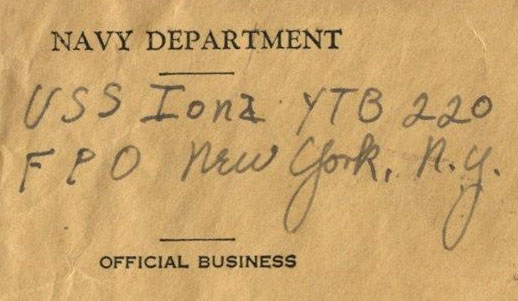 NAVY DEPARTMENT
USS Iona YTB 220
FPO New York, N.Y.
OFFICIAL BUSINESS